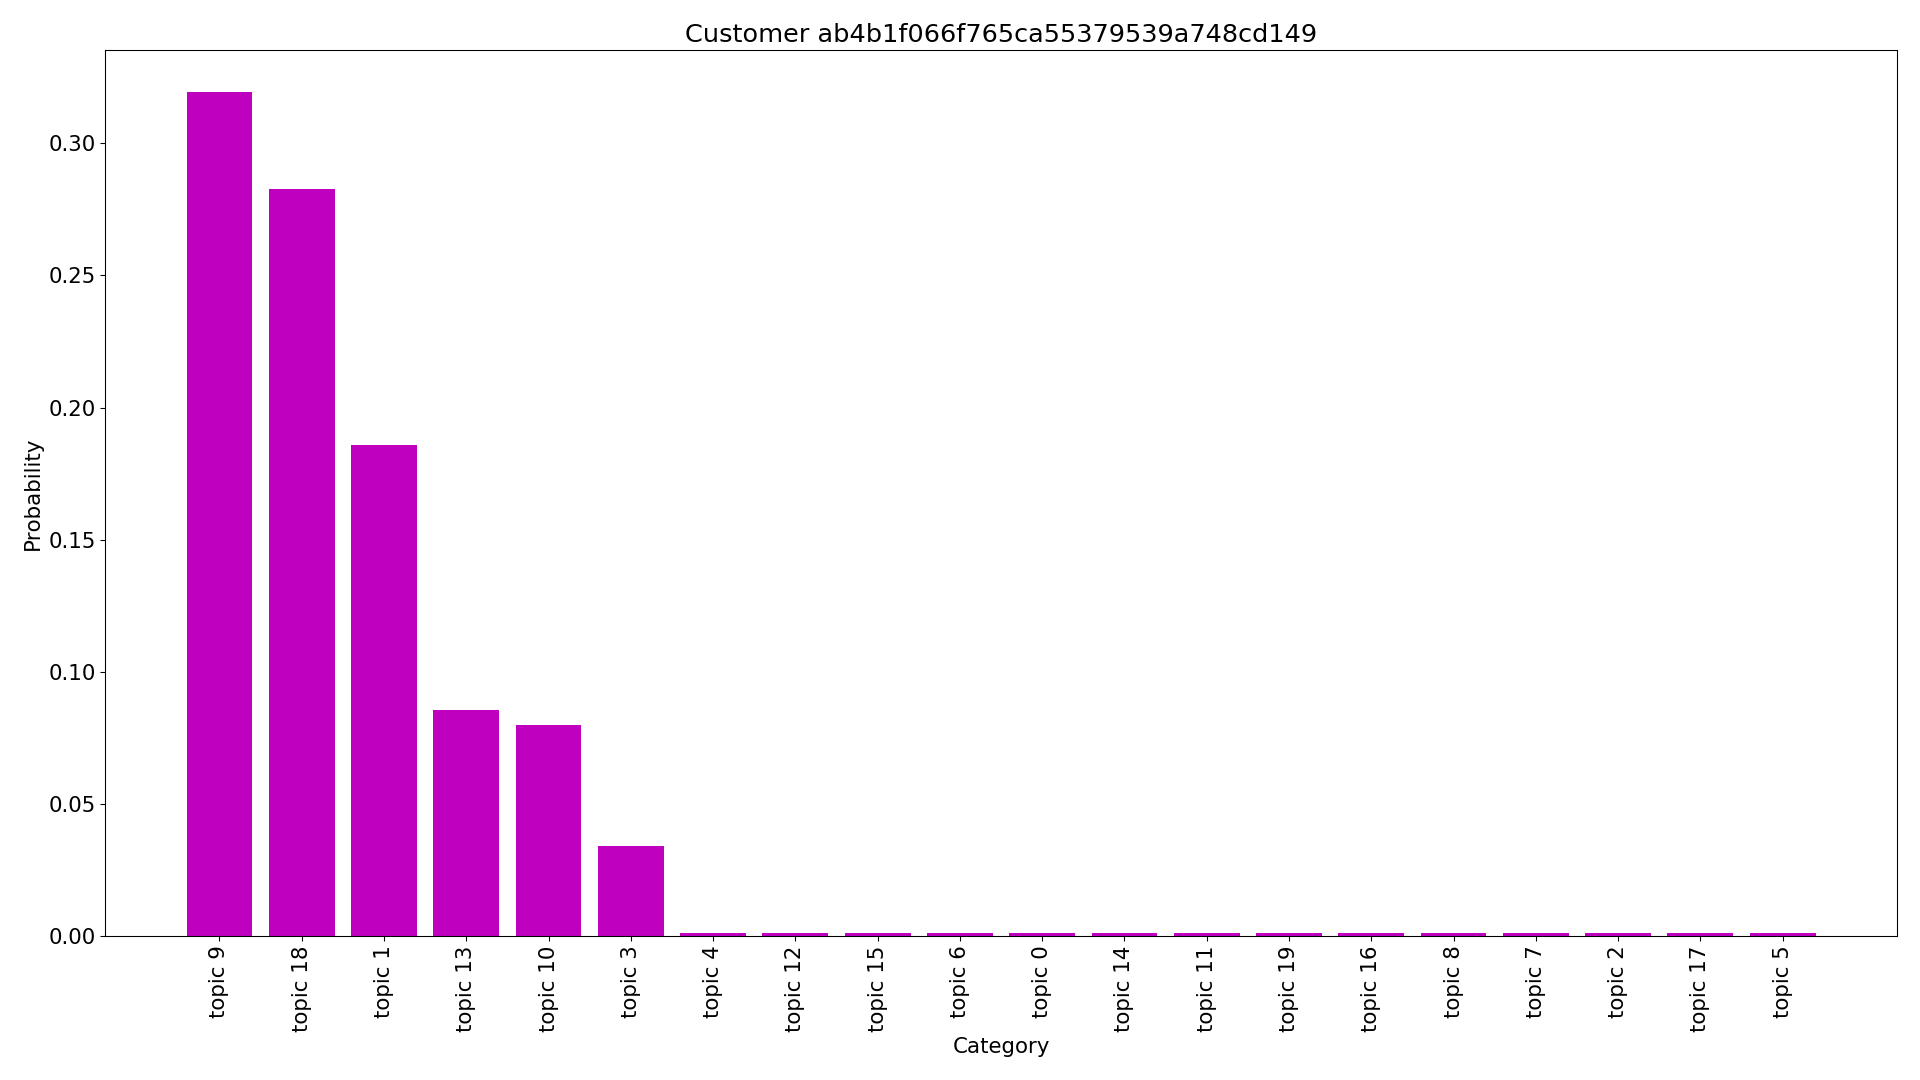 Customer ab4b1f066f765ca55379539a748cd149
Probability
0.30
0.25
0.20
0.15
0.10
0.05
0.00
topic 9
topic 18
topic 1
topic 13
topic 10
topic 3
topic 4
topic 12
topic 15
topic 6
topic 0
topic 14
topic 11
topic 19
topic 16
topic 8
topic 7
topic 2
topic 17
topic 5
Category